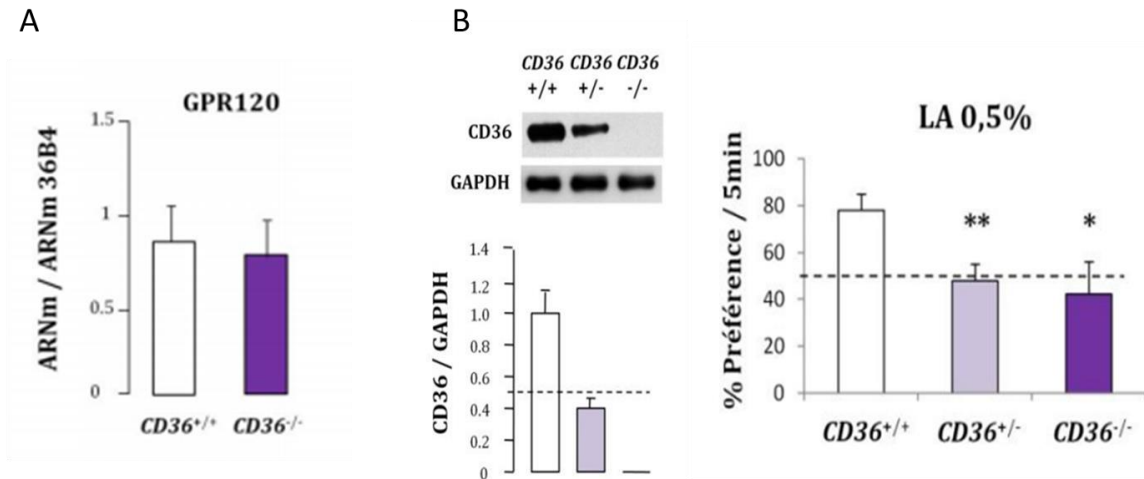 A
GPR120
ARNm / ARNm 36B4
1.5
1
0.5
0
CD36+/+ CD36-/-
B
CD36 CD36 CD36
+/+ +/- -/-
CD36
GAPDH
CD36 / GAPDH
1.4
1.2
1.0
0.8
0.6
0.4
0.2
0
LA 0,5%
% Préférence / 5min
100
80
60
40
20
0
** *
CD36+/+ CD36+/- CD36-/-